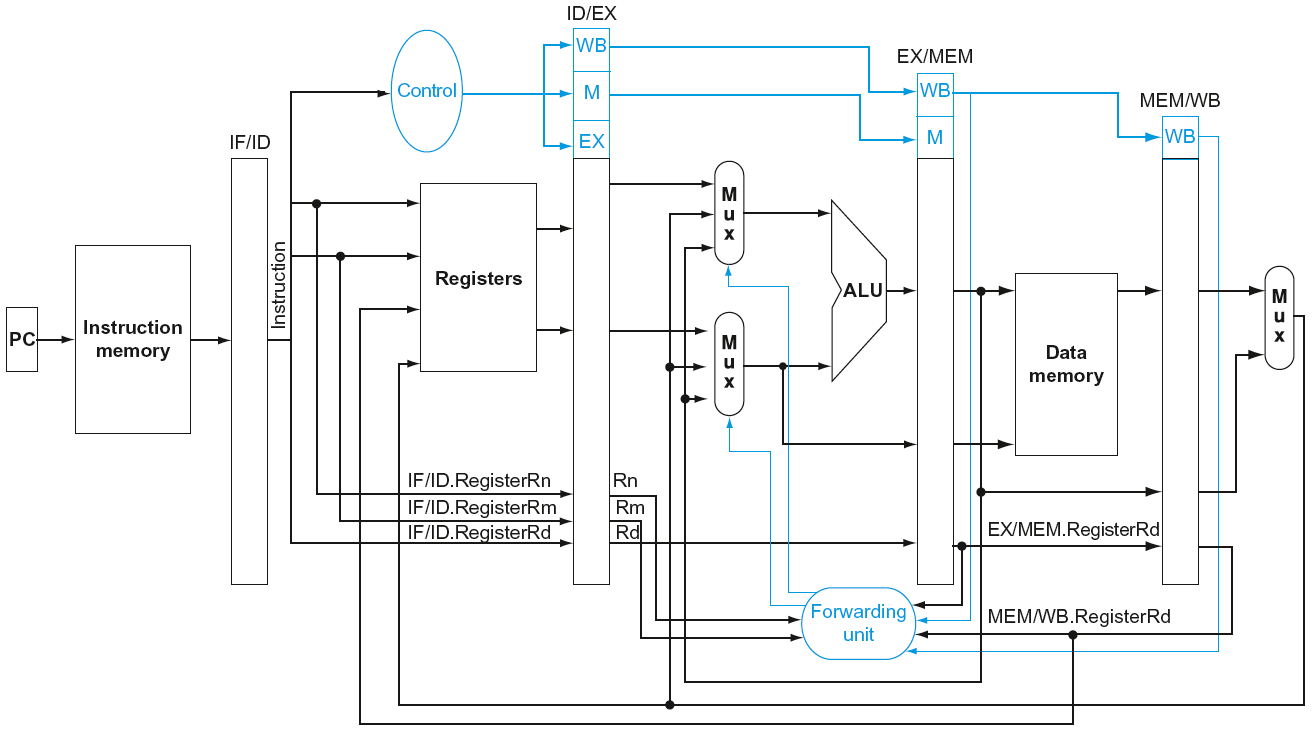 ID/EX
WB
EX/MEM
Control
M
WB
MEM/WB
IF/ID
EX
M
WB
M
u
x
Instruction
Registers
PC
Instruction
memory
ALU
M
u
x
M
u
x
Data
memory
IF/ID.RegisterRn
Rn
IF/ID.RegisterRm
Rm
IF/ID.RegisterRd
Rd
EX/MEM.RegisterRd
Forwarding
unit
MEM/WB.RegisterRd